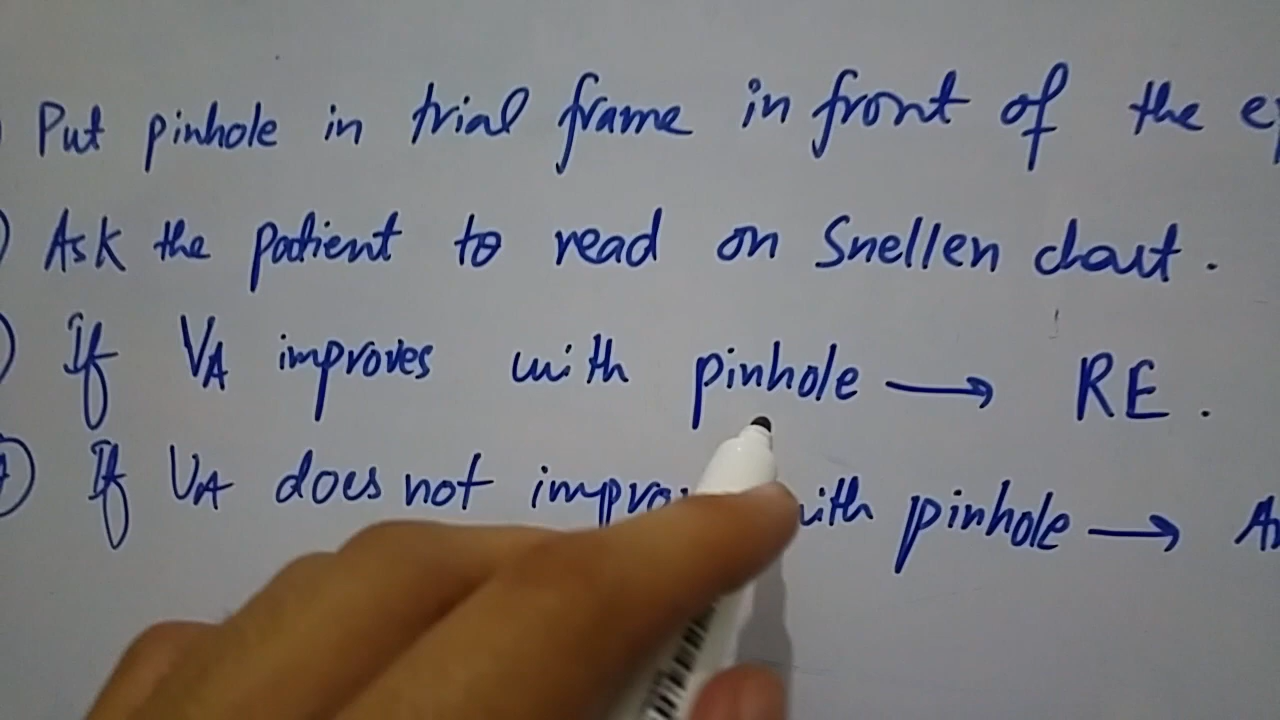 Put pinhole in trial frame in front of the
Ask the patient to read on Snellen chart.
If VA improves with pinhole → RE.
If VA does not with pinhole →